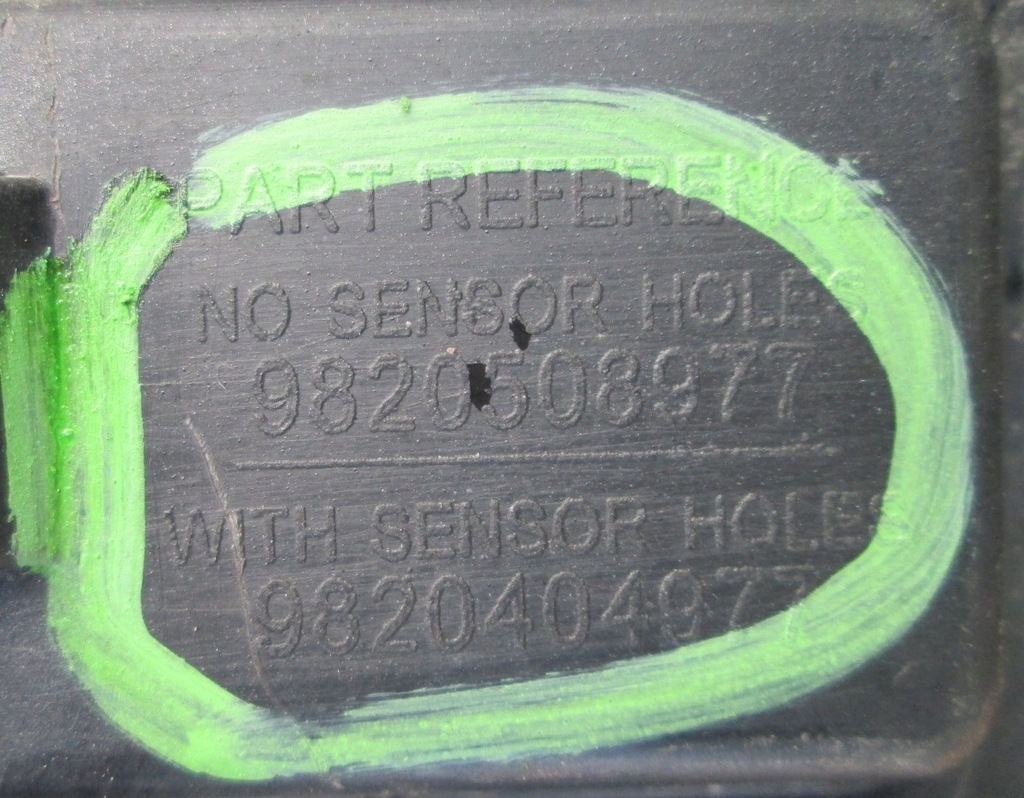 PART REFERENCE
NO SENSOR HOLES
9820508977
WITH SENSOR HOLES
9820404977